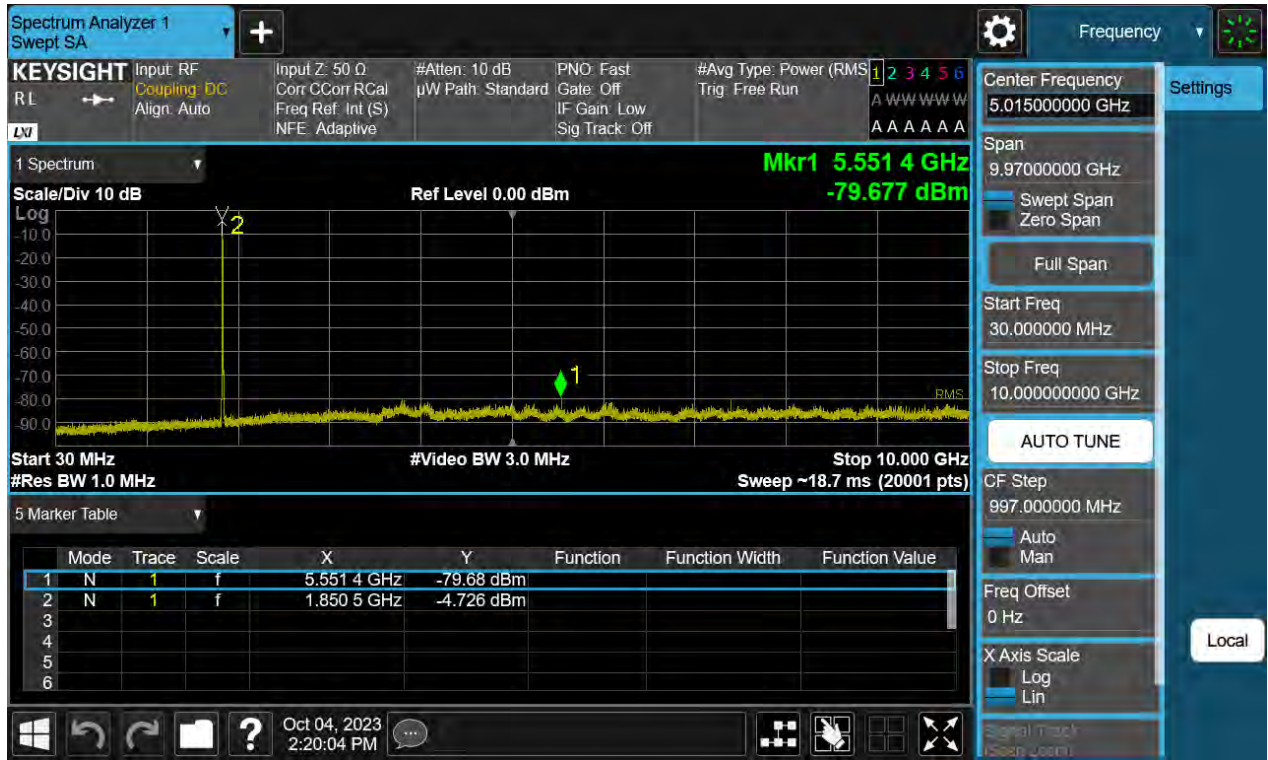 Spectrum Analyzer 1
Swept SA
+
Frequency
KEYSIGHT
RL
LXI
Input: RF
Coupling: DC
Align: Auto
Input Z: 50 Ω
Corr CCorr RCal
Freq Ref: Int (S)
NFE: Adaptive
#Atten: 10 dB
µW Path: Standard
PNO: Fast
Gate: Off
IF Gain: Low
Sig Track: Off
#Avg Type: Power (RMS
Trig: Free Run
1 2 3 4 5 6
A W W W W W
A A A A A A
1 Spectrum
Scale/Div 10 dB
Ref Level 0.00 dBm
Mkr1 5.551 4 GHz
-79.677 dBm
Log
-10.0
-20.0
-30.0
-40.0
-50.0
-60.0
-70.0
-80.0
-90.0
2
1
RMS
Start 30 MHz
#Video BW 3.0 MHz
Stop 10.000 GHz
#Res BW 1.0 MHz
Sweep ~18.7 ms (20001 pts)
5 Marker Table
Mode Trace Scale X Y Function Function Width Function Value
1 N 1 f 5.551 4 GHz -79.68 dBm
2 N 1 f 1.850 5 GHz -4.726 dBm
3
4
5
6
Oct 04, 2023
2:20:04 PM
Center Frequency
5.015000000 GHz
Settings
Span
9.97000000 GHz
Swept Span
Zero Span
Full Span
Start Freq
30.000000 MHz
Stop Freq
10.000000000 GHz
AUTO TUNE
CF Step
997.000000 MHz
Auto
Man
Freq Offset
0 Hz
Local
X Axis Scale
Log
Lin
Signal Track
(Span Zoom)